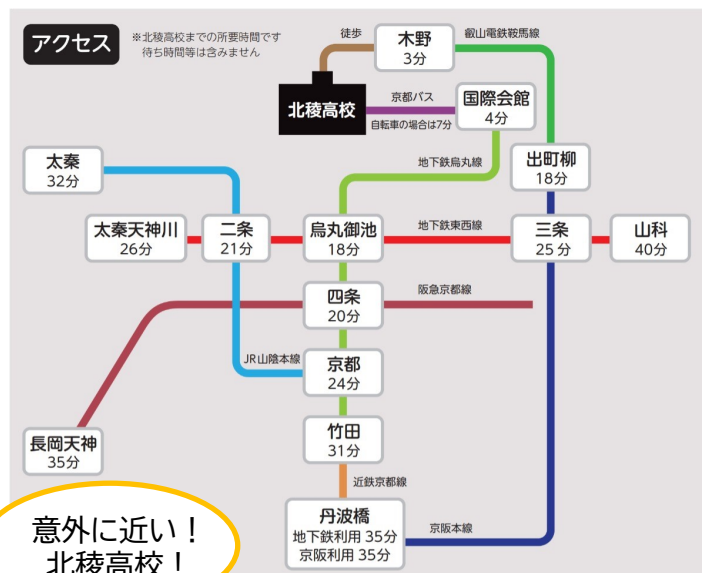 アクセス
※北稜高校までの所要時間です
待ち時間等は含みません
徒歩
木野
3分
叡山電鉄鞍馬線
北稜高校
京都バス
自転車の場合は7分
国際会館
4分
太秦
32分
地下鉄烏丸線
出町柳
18分
太秦天神川
26分
二条
21分
烏丸御池
18分
地下鉄東西線
三条
25分
山科
40分
四条
20分
阪急京都線
JR山陰本線
京都
24分
長岡天神
35分
竹田
31分
近鉄京都線
丹波橋
地下鉄利用 35分
京阪利用 35分
京阪本線
意外に近い！
北稜高校！